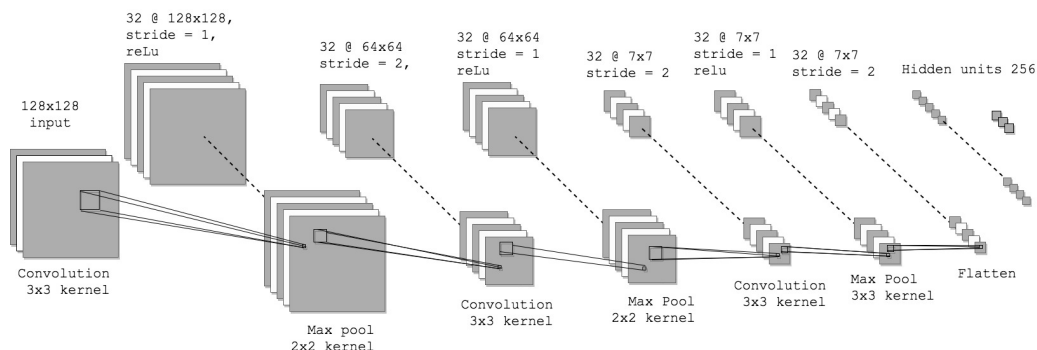 32 @ 128x128,
stride = 1,
reLu
32 @ 64x64
stride = 2,
32 @ 64x64
stride = 1
reLu
32 @ 7x7
stride = 2
32 @ 7x7
stride = 1
relu
32 @ 7x7
stride = 2
Hidden units 256
128x128
input
Convolution
3x3 kernel
Max pool
2x2 kernel
Convolution
3x3 kernel
Max Pool
2x2 kernel
Convolution
3x3 kernel
Max Pool
3x3 kernel
Flatten